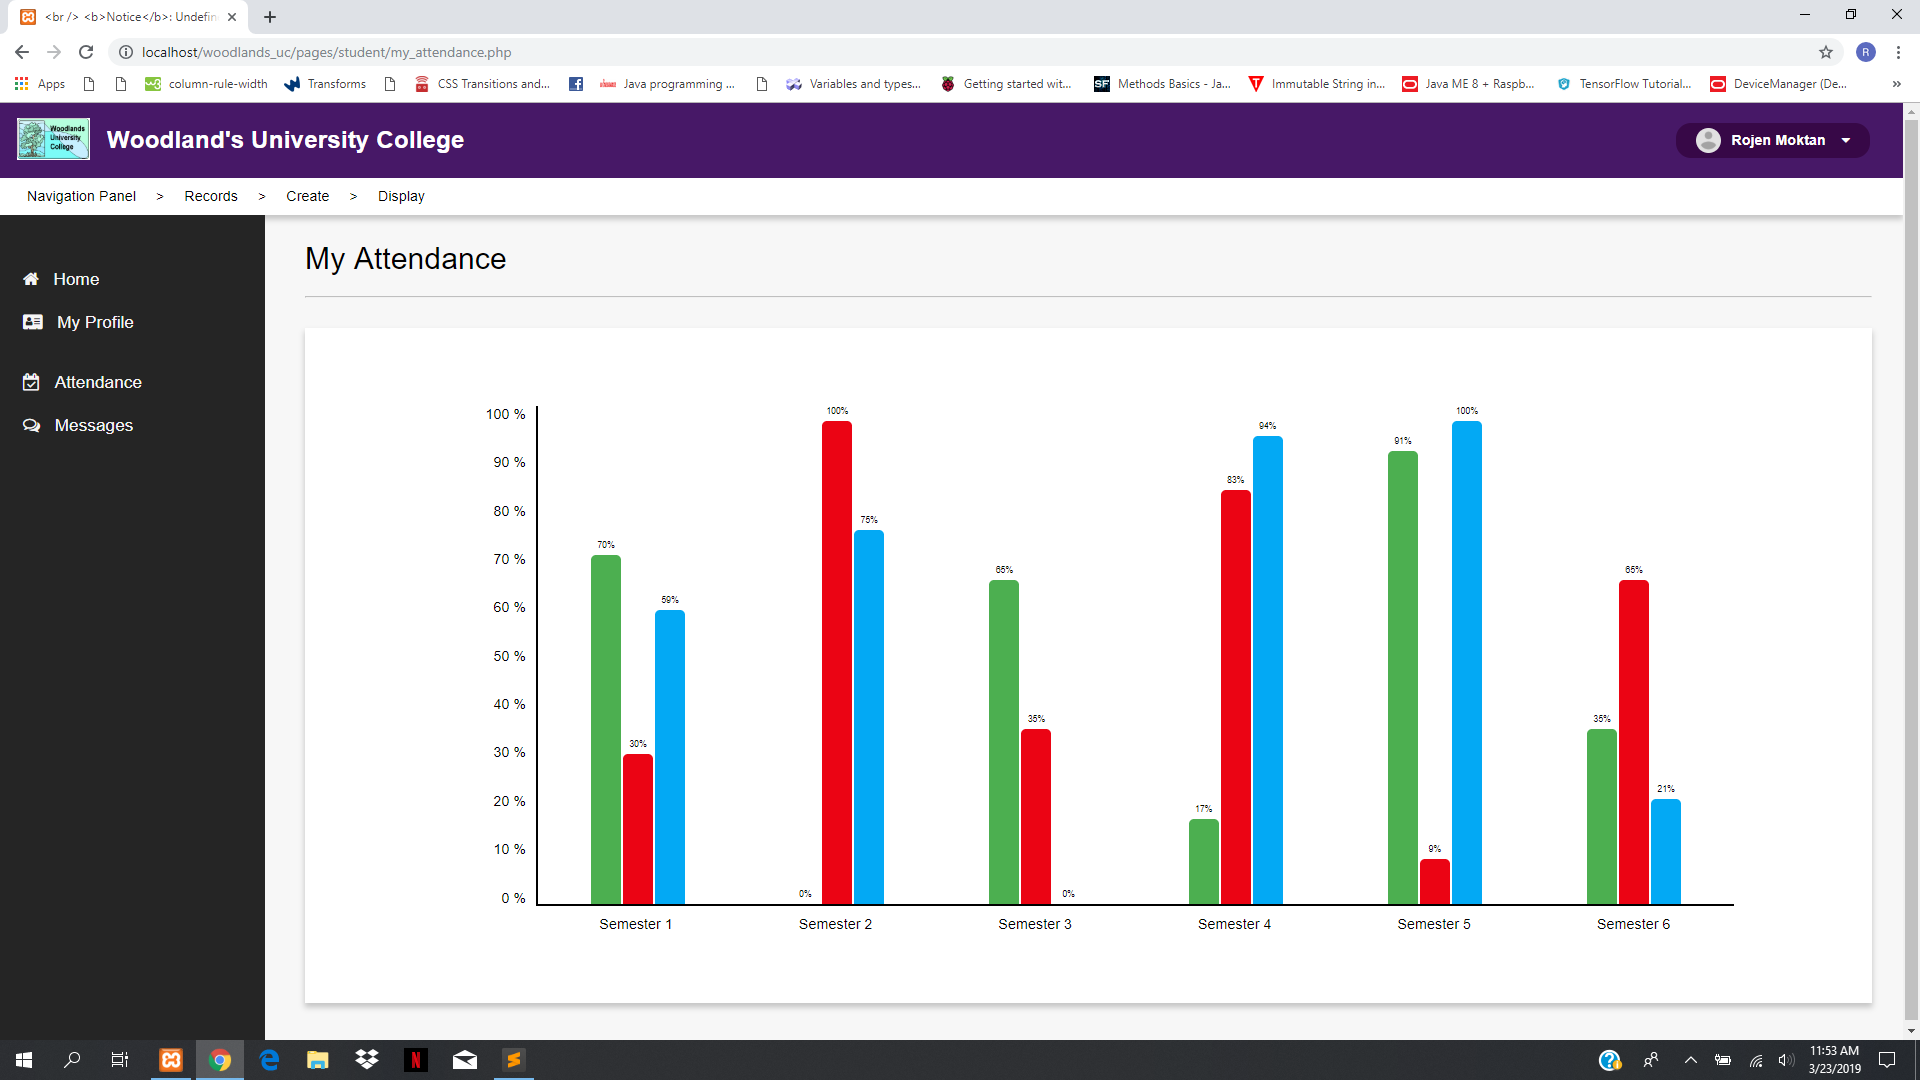 <br /> <b>Notice</b>: Undefin
localhost/woodlands_uc/pages/student/my_attendance.php
R
Apps column-rule-width Transforms CSS Transitions and... Java programming ... Variables and types... Getting started wit... Methods Basics - Ja... Immutable String in... Java ME 8 + Raspb... TensorFlow Tutorial... DeviceManager (De... »
Woodlands
University
College
Woodland's University College
Rojen Moktan
Navigation Panel > Records > Create > Display
Home
My Profile
Attendance
Messages
My Attendance
100 %
90 %
80 %
70 %
60 %
50 %
40 %
30 %
20 %
10 %
0 %
70% 30% 59%
0% 100% 75%
65% 35% 0%
17% 83% 94%
91% 9% 100%
35% 65% 21%
Semester 1 Semester 2 Semester 3 Semester 4 Semester 5 Semester 6
11:53 AM
3/23/2019